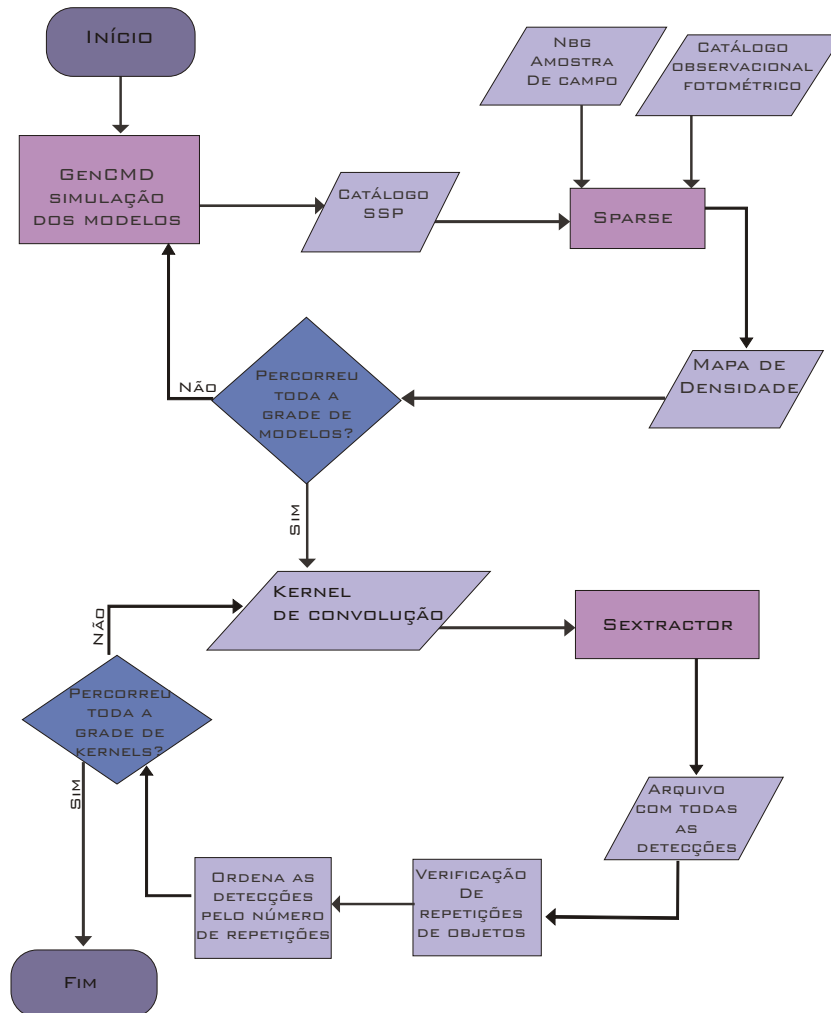 Início
Nbg
Amostra
De campo
Catálogo
observacional
fotométrico
GenCMD
simulação
dos modelos
Catálogo
SSP
Sparse
Mapa de
Densidade
Percorreu
toda a
grade de
modelos?
Não
Sim
Kernel
de convolução
Sextractor
Não
Percorreu
toda a
grade de
kernels?
Sim
Arquivo
com todas
as
detecções
Verificação
De
repetições
de objetos
Ordena as
detecções
pelo número
de repetições
Fim